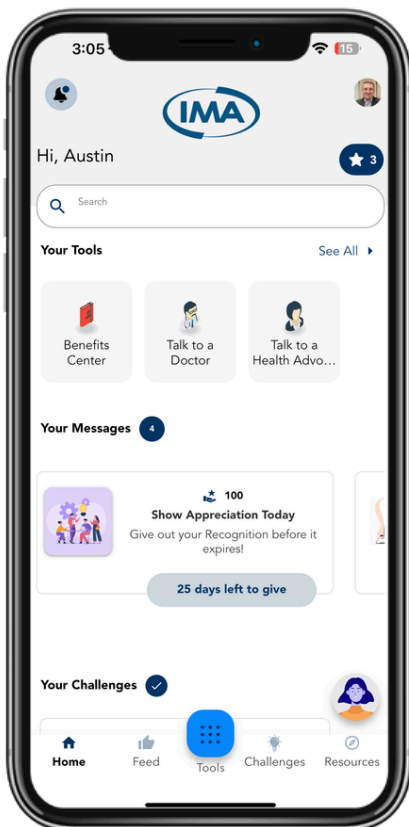 3:05
15
IMA
Hi, Austin
3
Search
Your Tools
See All
Benefits
Center
Talk to a
Doctor
Talk to a
Health Advo...
Your Messages 4
100
Show Appreciation Today
Give out your Recognition before it
expires!
25 days left to give
Your Challenges
Home
Feed
Tools
Challenges
Resources